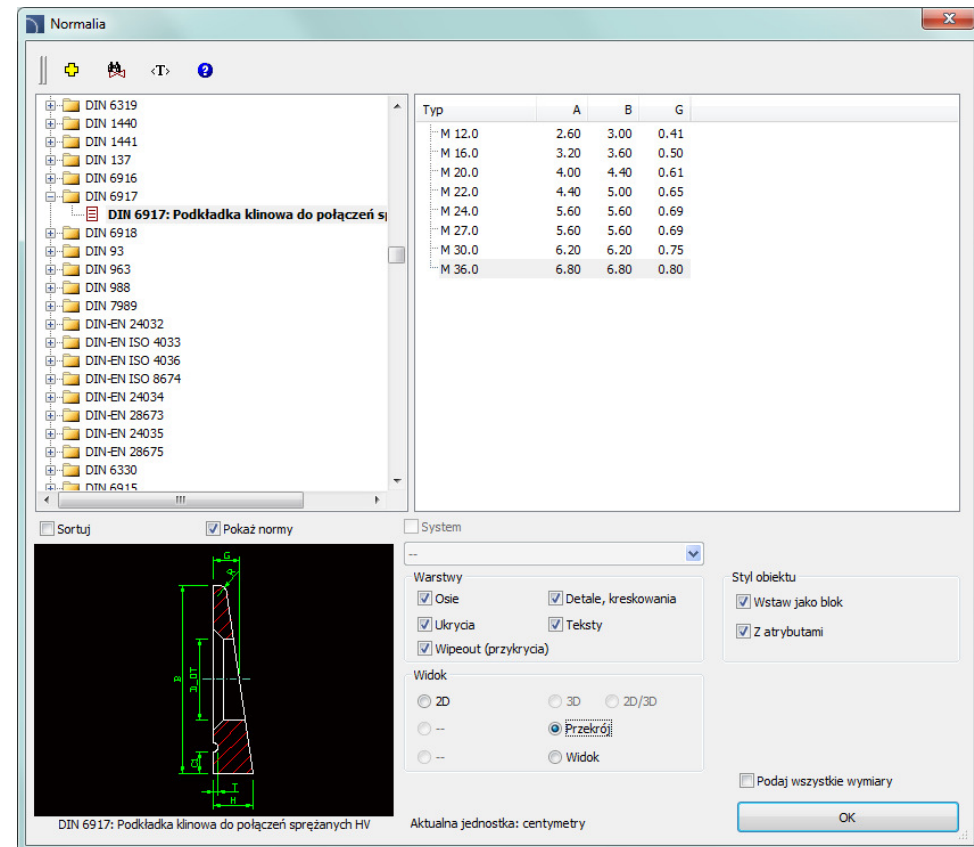 Normalia
<T>
DIN 6319
DIN 1440
DIN 1441
DIN 137
DIN 6916
DIN 6917
DIN 6917: Podkładka klinowa do połączeń
DIN 6918
DIN 93
DIN 963
DIN 988
DIN 7989
DIN-EN 24032
DIN-EN ISO 4033
DIN-EN ISO 4036
DIN-EN ISO 8674
DIN-EN 24034
DIN-EN 28673
DIN-EN 24035
DIN-EN 28675
DIN 6330
DIN 6915
Typ A B G
M 12.0 2.60 3.00 0.41
M 16.0 3.20 3.60 0.50
M 20.0 4.00 4.40 0.61
M 22.0 4.40 5.00 0.65
M 24.0 5.60 5.60 0.69
M 27.0 5.60 5.60 0.69
M 30.0 6.20 6.20 0.75
M 36.0 6.80 6.80 0.80
Sortuj Pokaż normy
G
B
D_OT
T
H
DIN 6917: Podkładka klinowa do połączeń sprężanych HV
System
--
Warstwy
Osie Detale, kreskowania
Ukrycia Teksty
Wipeout (przykrycia)
Styl obiektu
Wstaw jako blok
Z atrybutami
Widok
2D 3D 2D/3D
-- Przekrój
-- Widok
Podaj wszystkie wymiary
Aktualna jednostka: centymetry
OK